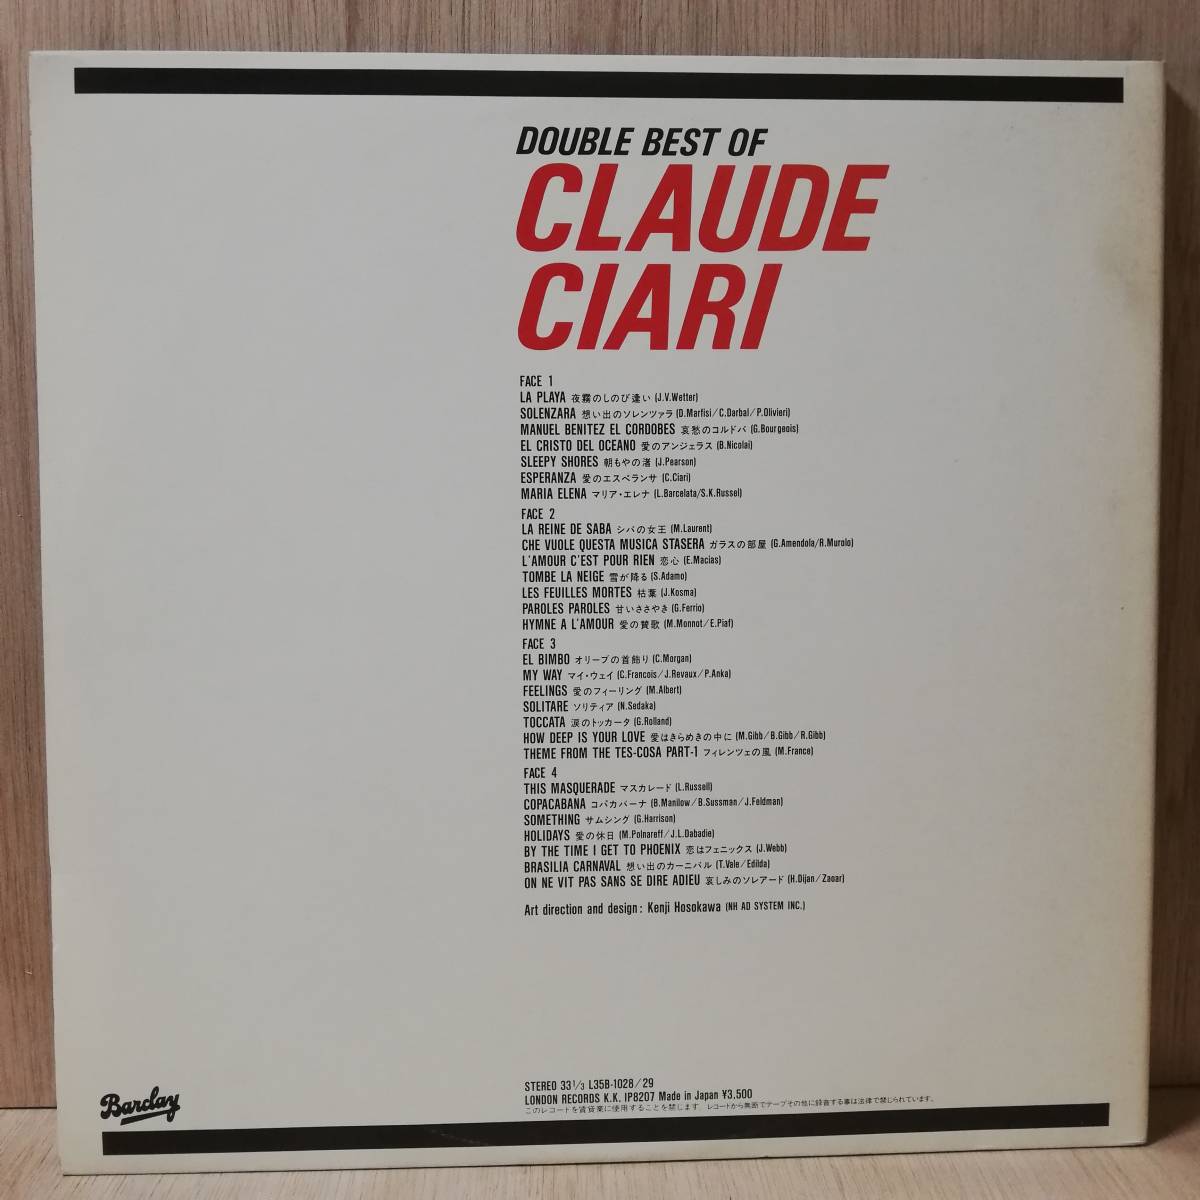 DOUBLE BEST OF
CLAUDE
CIARI
FACE 1
LA PLAYA 夜霧のしのび逢い (J.V.Wetter)
SOLENZARA 想い出のソレンツァラ (D.Marfisi/C.Darbal/P.Olivieri)
MANUEL BENITEZ EL CORDOBES 哀愁のコルドバ (G.Bourgeois)
EL CRISTO DEL OCEANO 愛のアンジェラス (B.Nicolai)
SLEEPY SHORES 朝もやの渚 (J.Pearson)
ESPERANZA 愛のエスペランサ (C.Ciari)
MARIA ELENA マリア・エレナ (L.Barcelata/S.K.Russel)
FACE 2
LA REINE DE SABA シバの女王 (M.Laurent)
CHE VUOLE QUESTA MUSICA STASERA ガラスの部屋 (G.Amendola/R.Murolo)
L'AMOUR C'EST POUR RIEN 恋心 (E.Macias)
TOMBE LA NEIGE 雪が降る (S.Adamo)
LES FEUILLES MORTES 枯葉 (J.Kosma)
PAROLES PAROLES 甘いささやき (G.Ferrio)
HYMNE A L'AMOUR 愛の賛歌 (M.Monnot/E.Piaf)
FACE 3
EL BIMBO オリーブの首飾り (C.Morgan)
MY WAY マイ・ウェイ (C.Francois/J.Revaux/P.Anka)
FEELINGS 愛のフィーリング (M.Albert)
SOLITARE ソリティア (N.Sedaka)
TOCCATA 涙のトッカータ (G.Rolland)
HOW DEEP IS YOUR LOVE 愛はきらめきの中に (M.Gibb/B.Gibb/R.Gibb)
THEME FROM THE TES-COSA PART-1 フィレンツェの風 (M.France)
FACE 4
THIS MASQUERADE マスカレード (L.Russell)
COPACABANA コパカバーナ (B.Manilow/B.Sussman/J.Feldman)
SOMETHING サムシング (G.Harrison)
HOLIDAYS 愛の休日 (M.Polnareff/J.L.Dabadie)
BY THE TIME I GET TO PHOENIX 恋はフェニックス (J.Webb)
BRASILIA CARNAVAL 想い出のカーニバル (T.Vale/Edilda)
ON NE VIT PAS SANS SE DIRE ADIEU 哀しみのソレアード (H.Dijan/Zaoar)
Art direction and design: Kenji Hosokawa (NH AD SYSTEM INC.)
STEREO 33 1/3 L35B-1028/29
LONDON RECORDS K.K. IP8207 Made in Japan ¥3,500
このレコードを賃貸業に使用することを禁じます。レコードから無断でテープその他に録音する事は法律で禁じられています。
Barclay